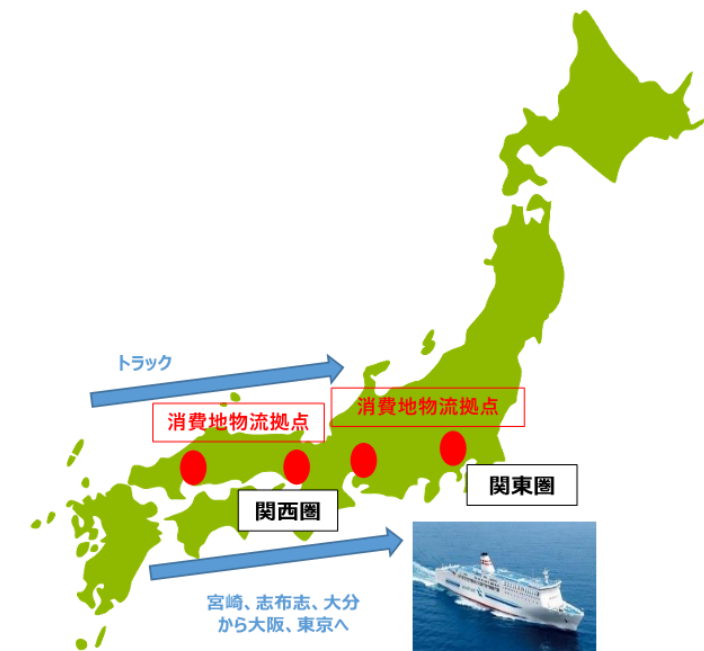 トラック
消費地物流拠点
消費地物流拠点
関西圏
関東圏
宮崎、志布志、大分
から大阪、東京へ